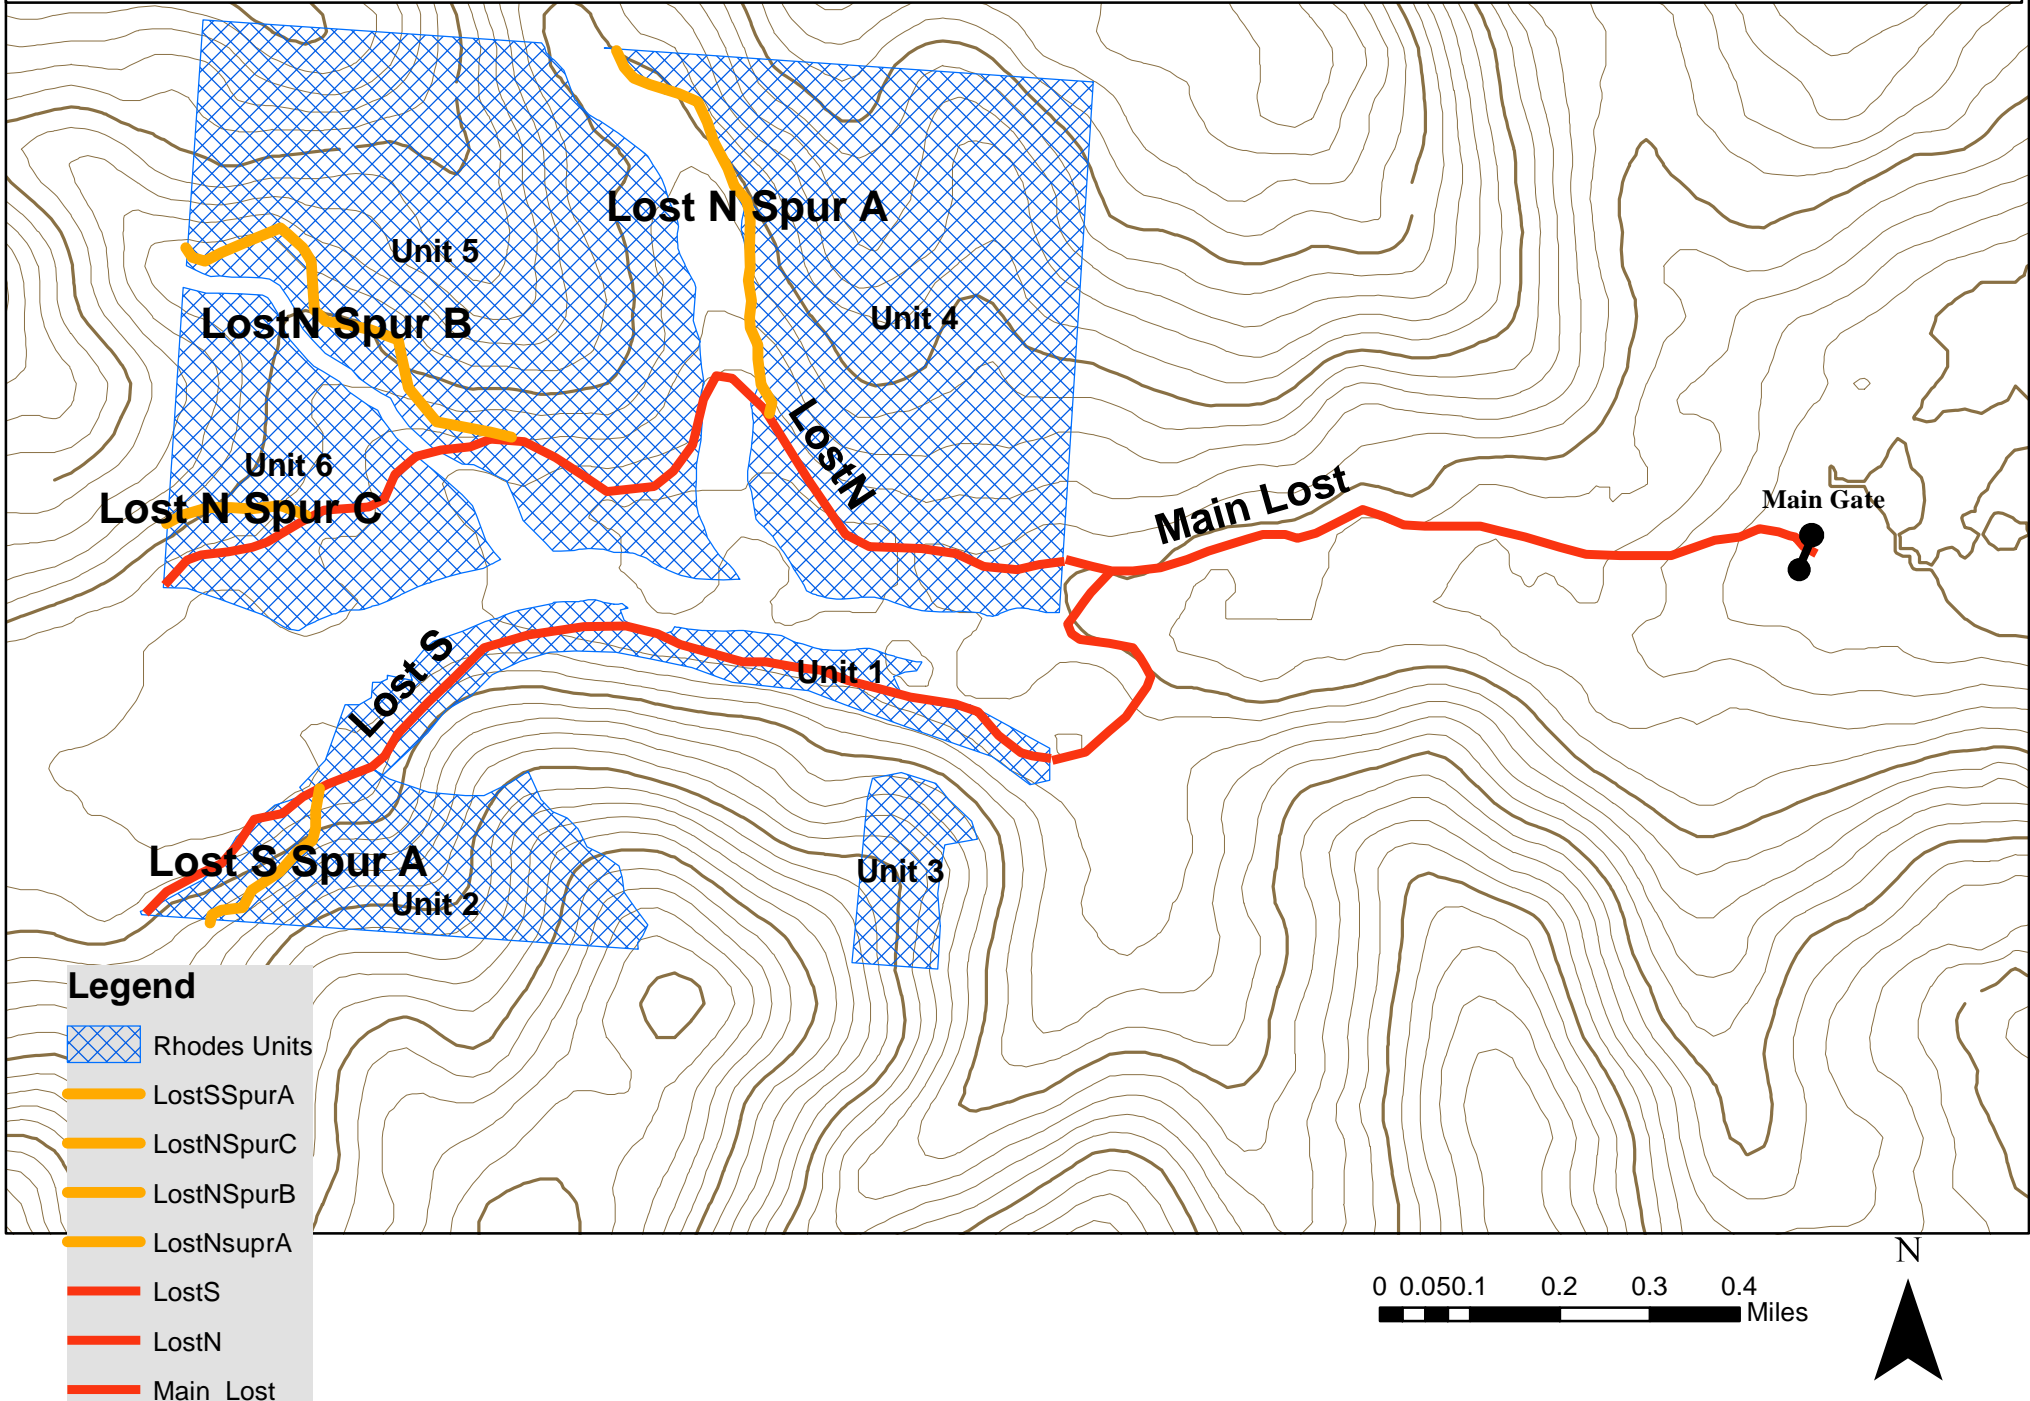 Lost N Spur A
Unit 5
LostN Spur B
Unit 4
LostN
Unit 6
Lost N Spur C
Main Lost
Main Gate
Lost S
Unit 1
Lost S Spur A
Unit 2
Unit 3
Legend
Rhodes Units
LostSSpurA
LostNSpurC
LostNSpurB
LostNsuprA
LostS
LostN
Main_Lost
N
0 0.050.1 0.2 0.3 0.4
Miles